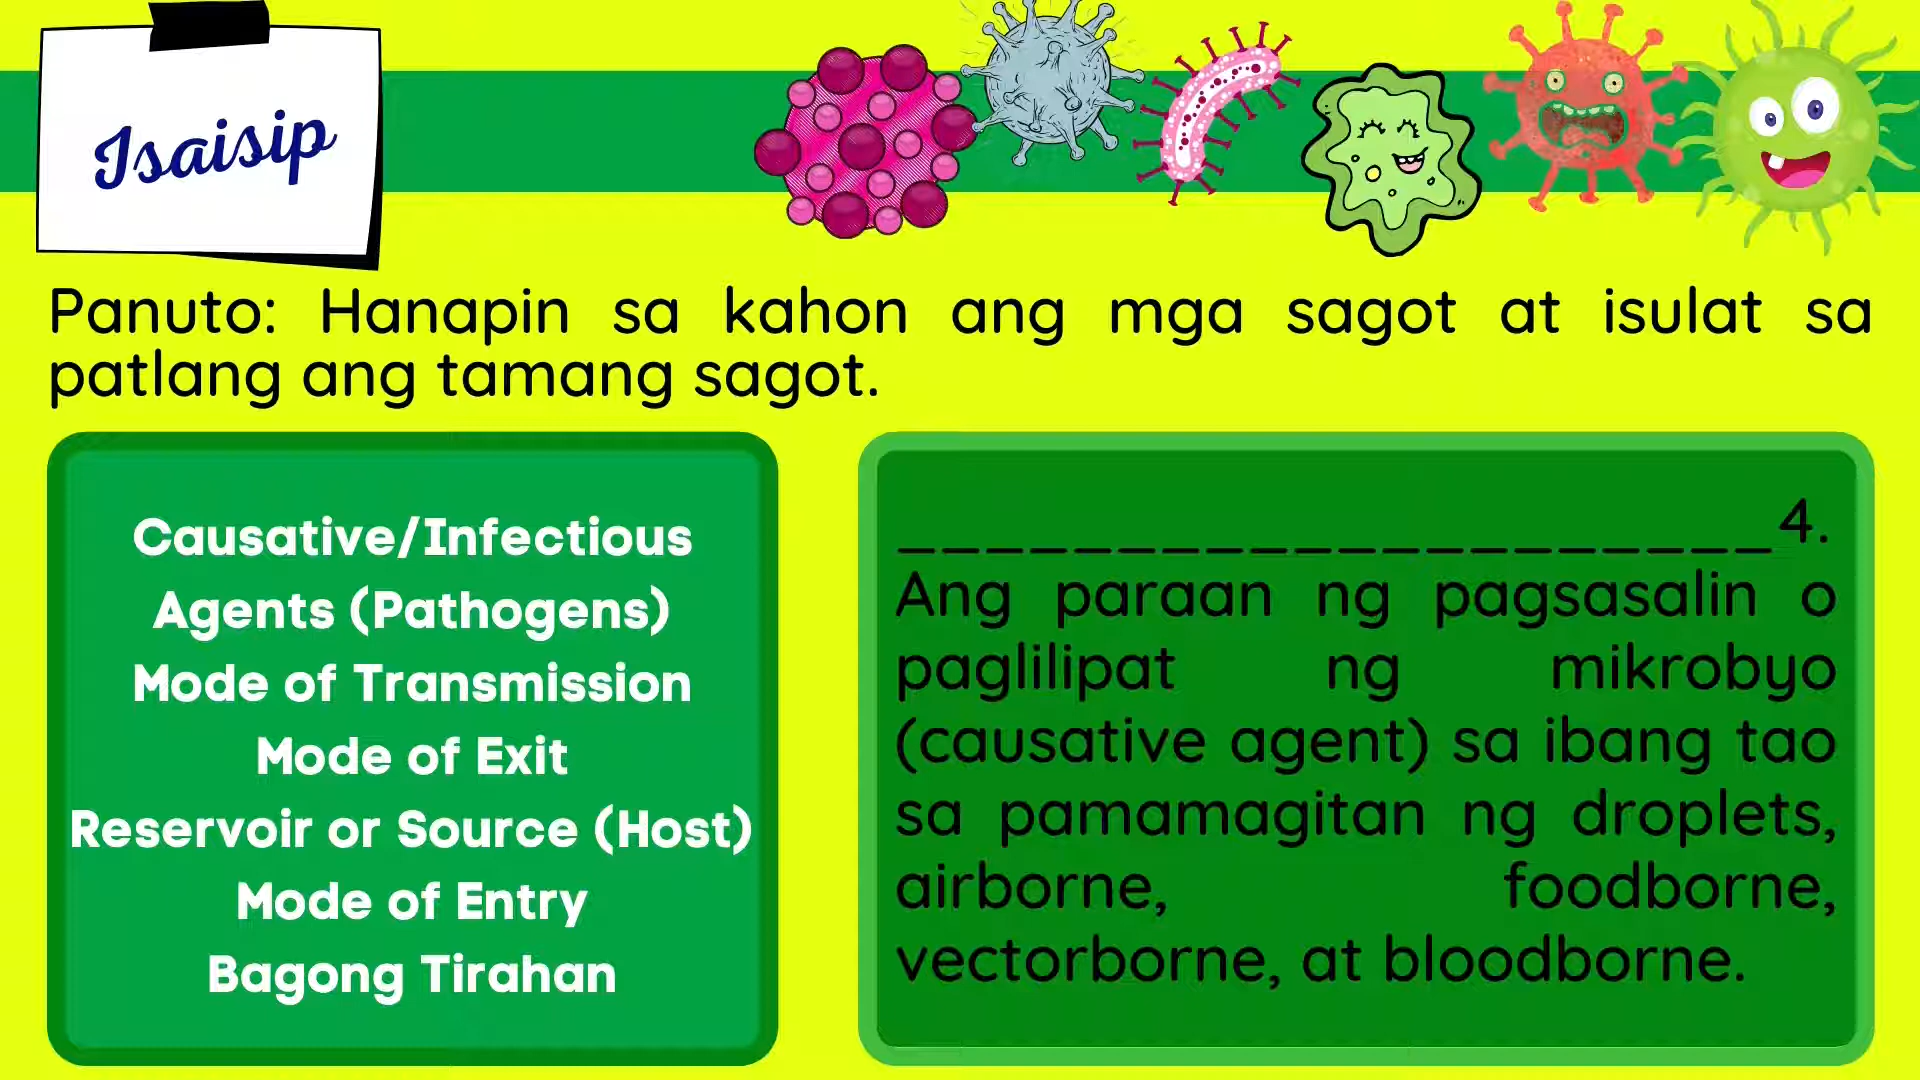 Isaisip
Panuto: Hanapin sa kahon ang mga sagot at isulat sa
patlang ang tamang sagot.
Causative/Infectious
Agents (Pathogens)
Mode of Transmission
Mode of Exit
Reservoir or Source (Host)
Mode of Entry
Bagong Tirahan
____________________4.
Ang paraan ng pagsasalin o
paglilipat ng mikrobyo
(causative agent) sa ibang tao
sa pamamagitan ng droplets,
airborne, foodborne,
vectorborne, at bloodborne.